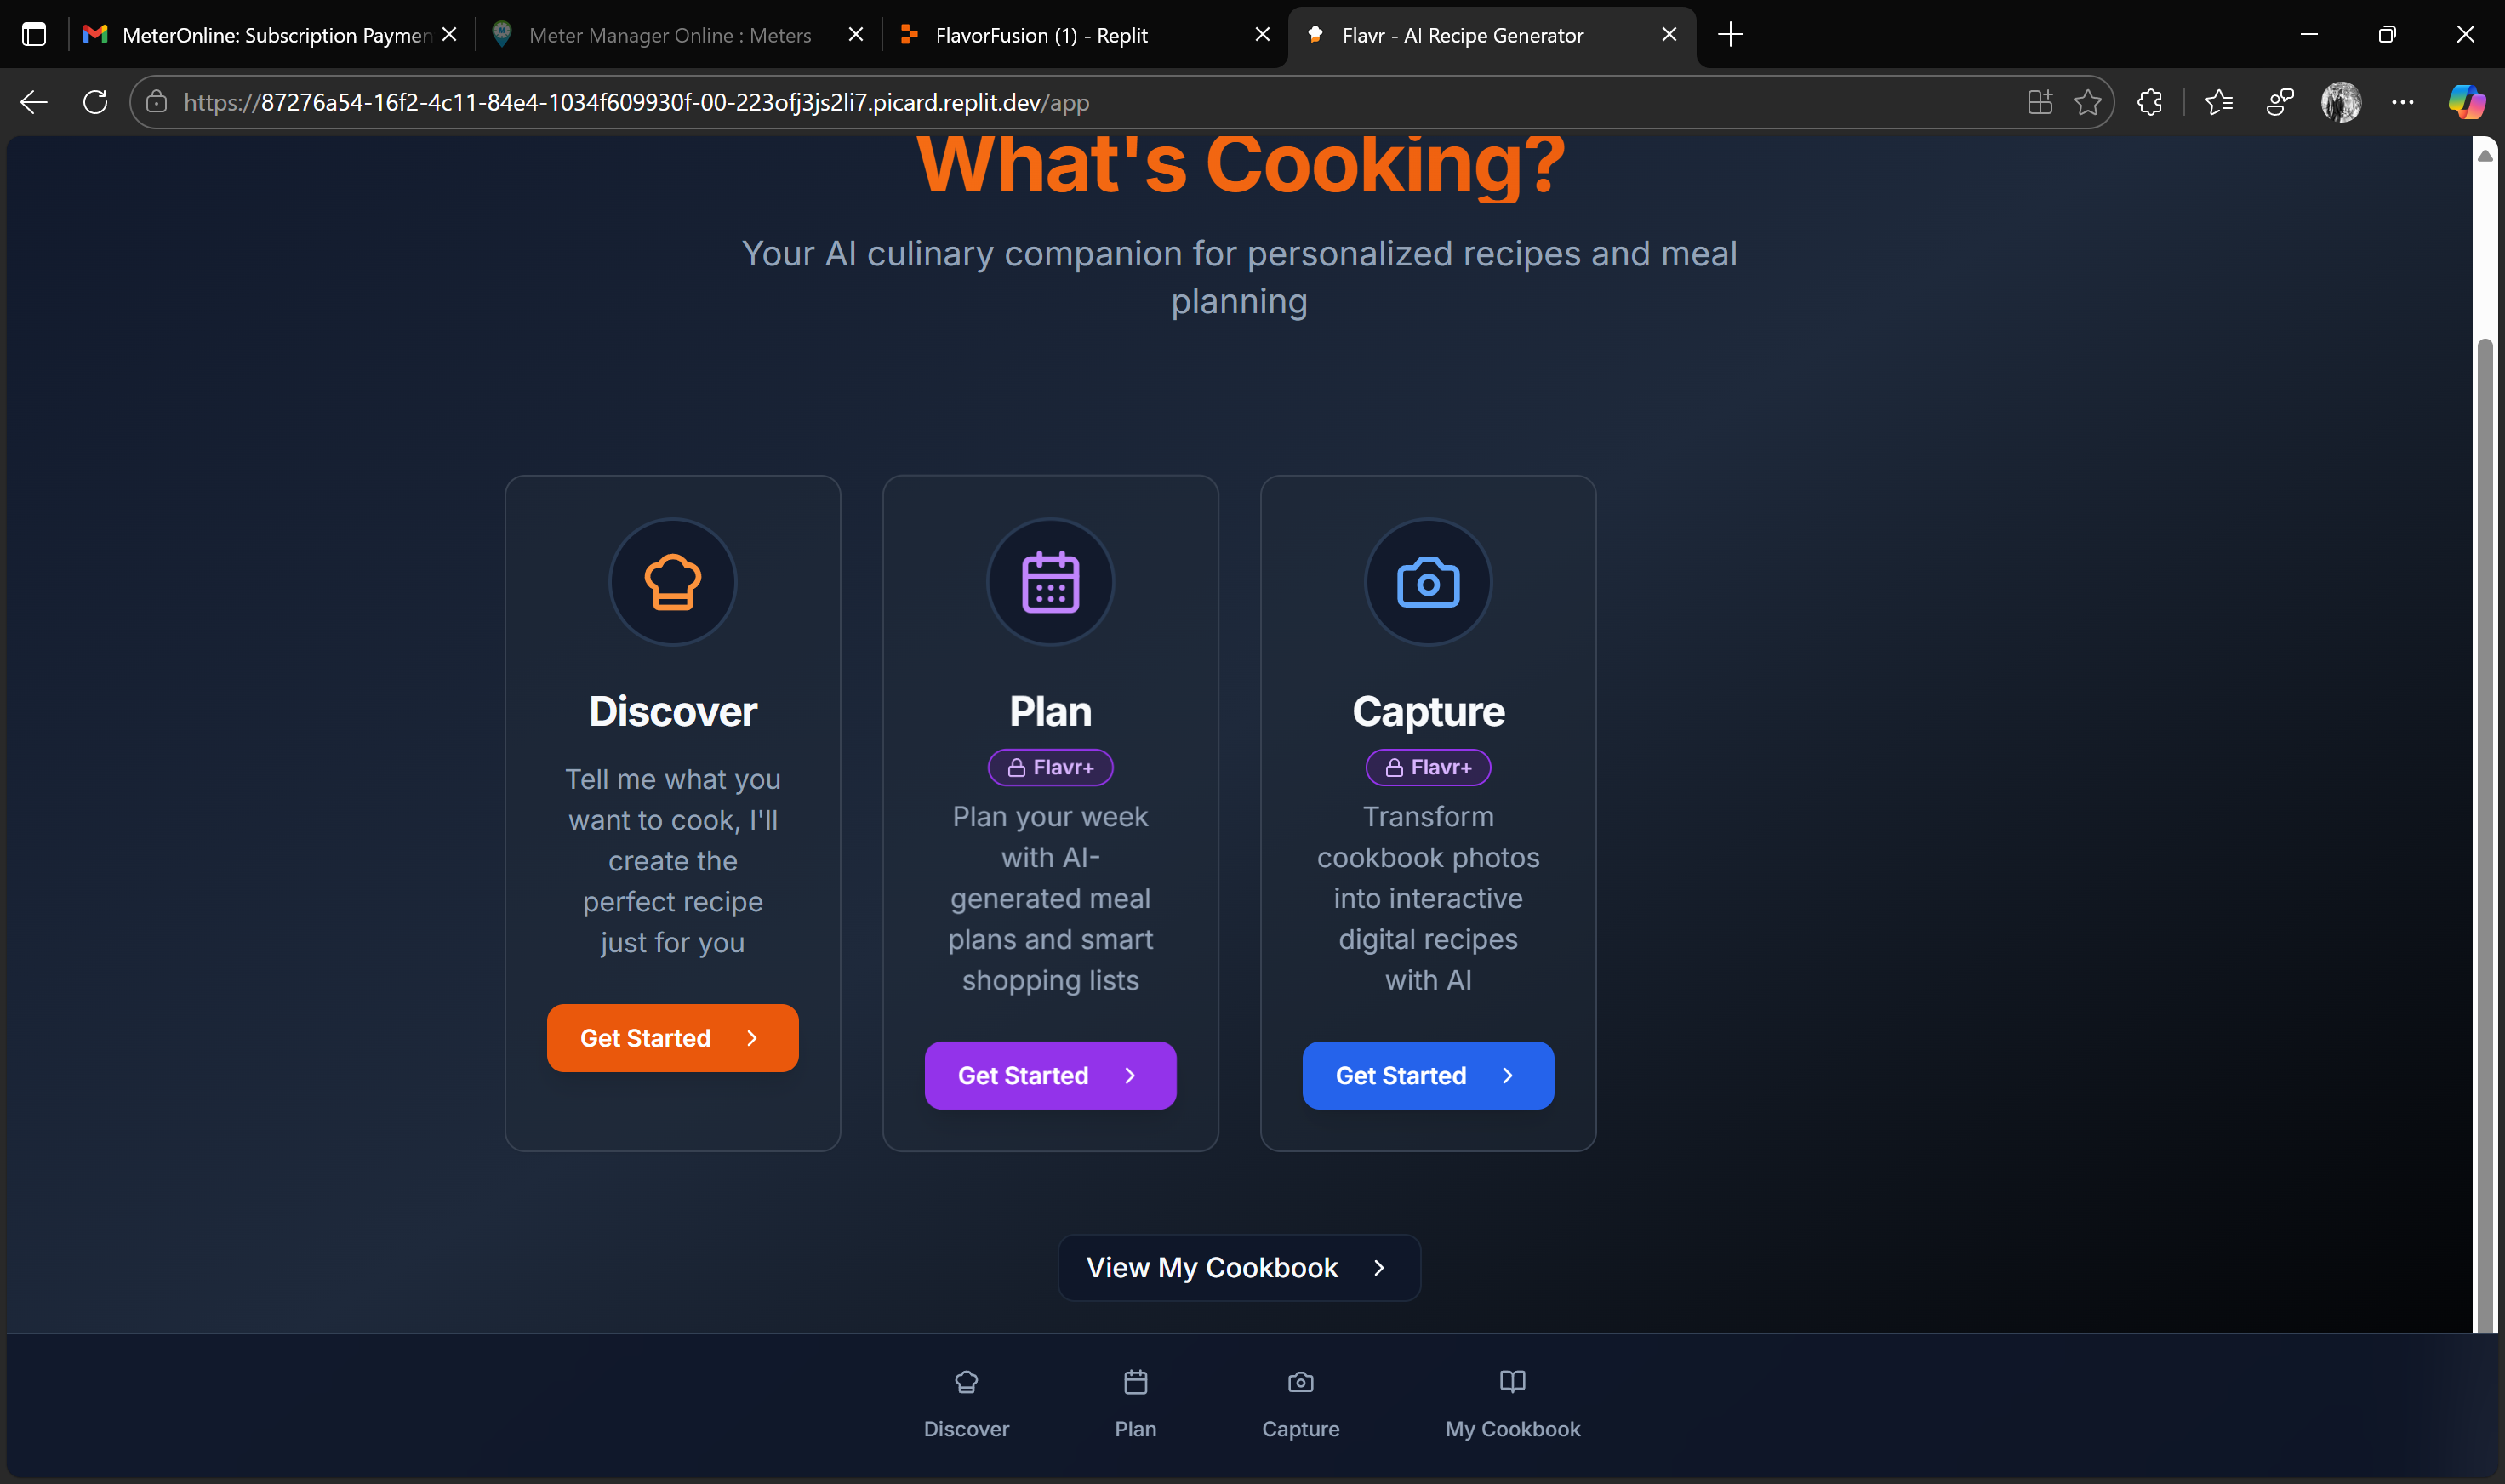 MeterOnline: Subscription Paymen
Meter Manager Online : Meters
FlavorFusion (1) - Replit
Flavr - AI Recipe Generator
https://87276a54-16f2-4c11-84e4-1034f609930f-00-223ofj3js2li7.picard.replit.dev/app
What's Cooking?
Your AI culinary companion for personalized recipes and meal
planning
Discover
Tell me what you
want to cook, I'll
create the
perfect recipe
just for you
Get Started
Plan
Flavr+
Plan your week
with AI-
generated meal
plans and smart
shopping lists
Get Started
Capture
Flavr+
Transform
cookbook photos
into interactive
digital recipes
with AI
Get Started
View My Cookbook
Discover
Plan
Capture
My Cookbook